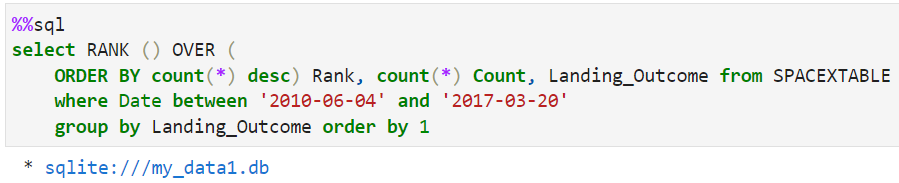 %%sql
select RANK () OVER (
ORDER BY count(*) desc) Rank, count(*) Count, Landing_Outcome from SPACEXTABLE
where Date between '2010-06-04' and '2017-03-20'
group by Landing_Outcome order by 1
* sqlite:///my_data1.db